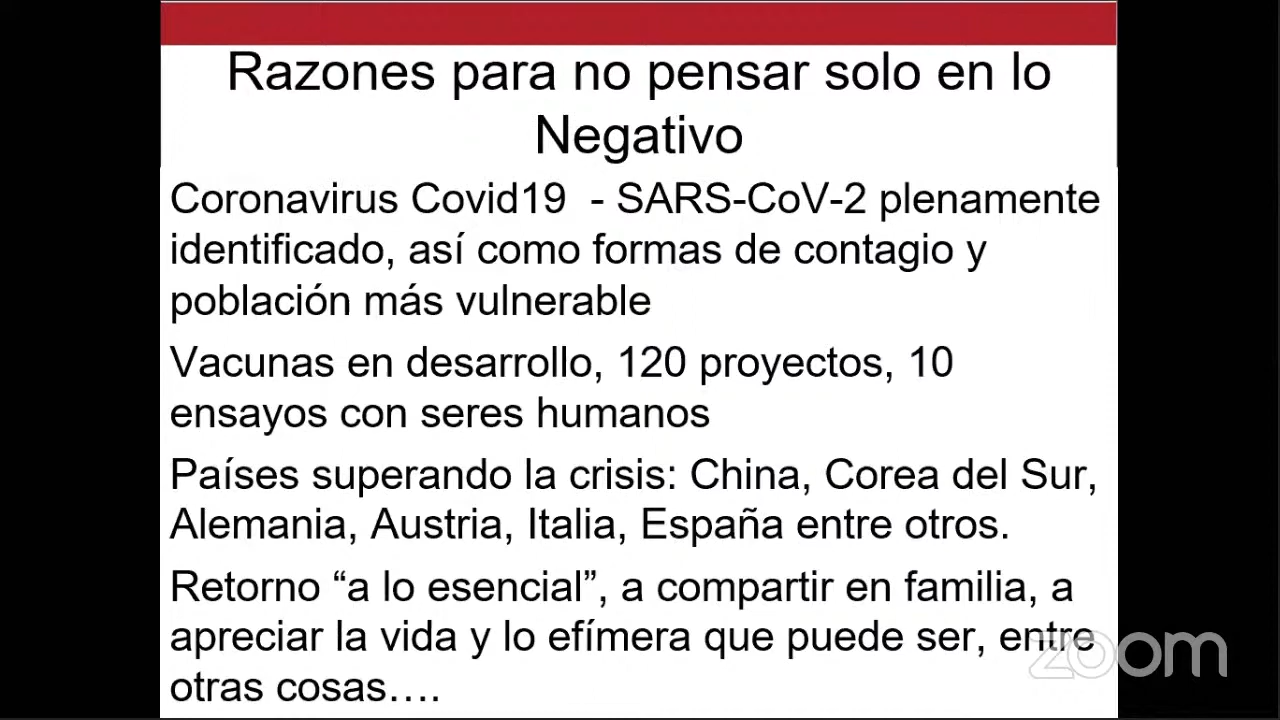 Razones para no pensar solo en lo
Negativo
Coronavirus Covid19  - SARS-CoV-2 plenamente
identificado, así como formas de contagio y
población más vulnerable
Vacunas en desarrollo, 120 proyectos, 10
ensayos con seres humanos
Países superando la crisis: China, Corea del Sur,
Alemania, Austria, Italia, España entre otros.
Retorno “a lo esencial”, a compartir en familia, a
apreciar la vida y lo efímera que puede ser, entre
otras cosas….
zoom